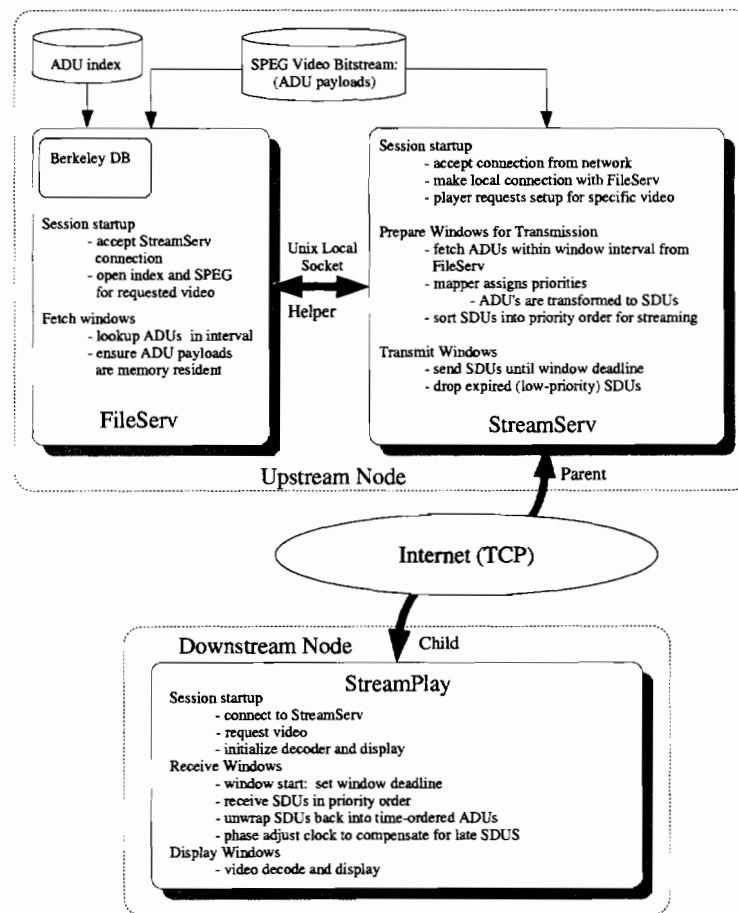 ADU index
SPEG Video Bitstream:
(ADU payloads)
Berkeley DB
Session startup
- accept StreamServ
connection
- open index and SPEG
for requested video
Fetch windows
- lookup ADUs in interval
- ensure ADU payloads
are memory resident
FileServ
Unix Local
Socket
Helper
Session startup
- accept connection from network
- make local connection with FileServ
- player requests setup for specific video
Prepare Windows for Transmission
- fetch ADUs within window interval from
FileServ
- mapper assigns priorities
- ADU's are transformed to SDUs
- sort SDUs into priority order for streaming
Transmit Windows
- send SDUs until window deadline
- drop expired (low-priority) SDUs
StreamServ
Upstream Node
Parent
Internet (TCP)
Downstream Node
Child
StreamPlay
Session startup
- connect to StreamServ
- request video
- initialize decoder and display
Receive Windows
- window start: set window deadline
- receive SDUs in priority order
- unwrap SDUs back into time-ordered ADUs
- phase adjust clock to compensate for late SDUS
Display Windows
- video decode and display